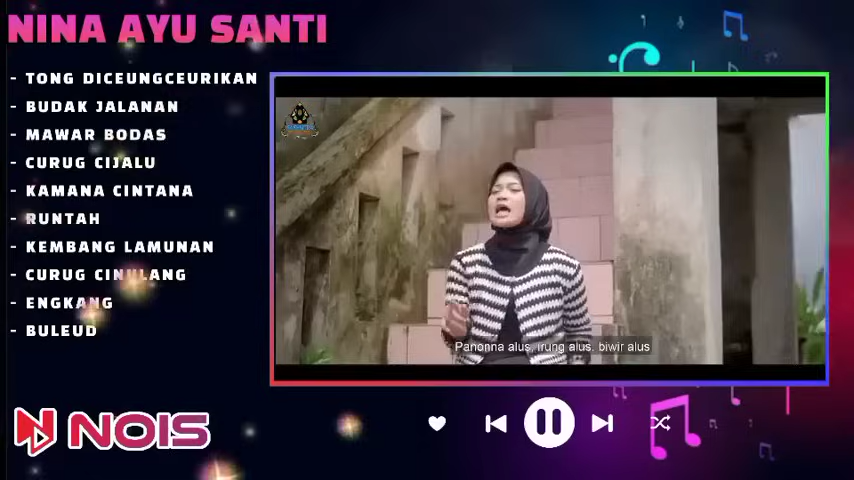 NINA AYU SANTI
- TONG DICEUNGCEURIKAN
- BUDAK JALANAN
- MAWAR BODAS
- CURUG CIJALU
- KAMANA CINTANA
- RUNTAH
- KEMBANG LAMUNAN
- CURUG CINULANG
- ENGKANG
- BULEUD
Panonna alus, irung alus, biwir alus
NOIS